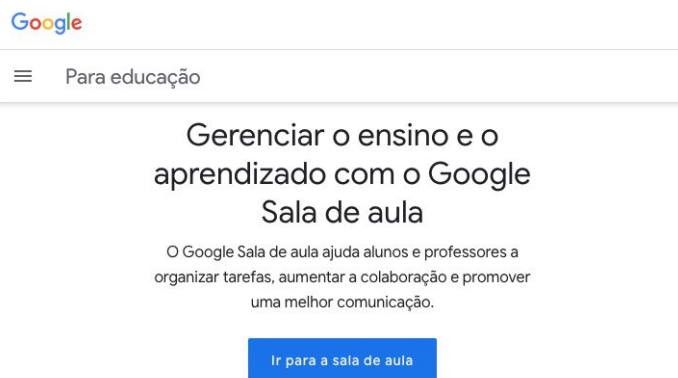 Google
Para educação
Gerenciar o ensino e o
aprendizado com o Google
Sala de aula
O Google Sala de aula ajuda alunos e professores a
organizar tarefas, aumentar a colaboração e promover
uma melhor comunicação.
Ir para a sala de aula